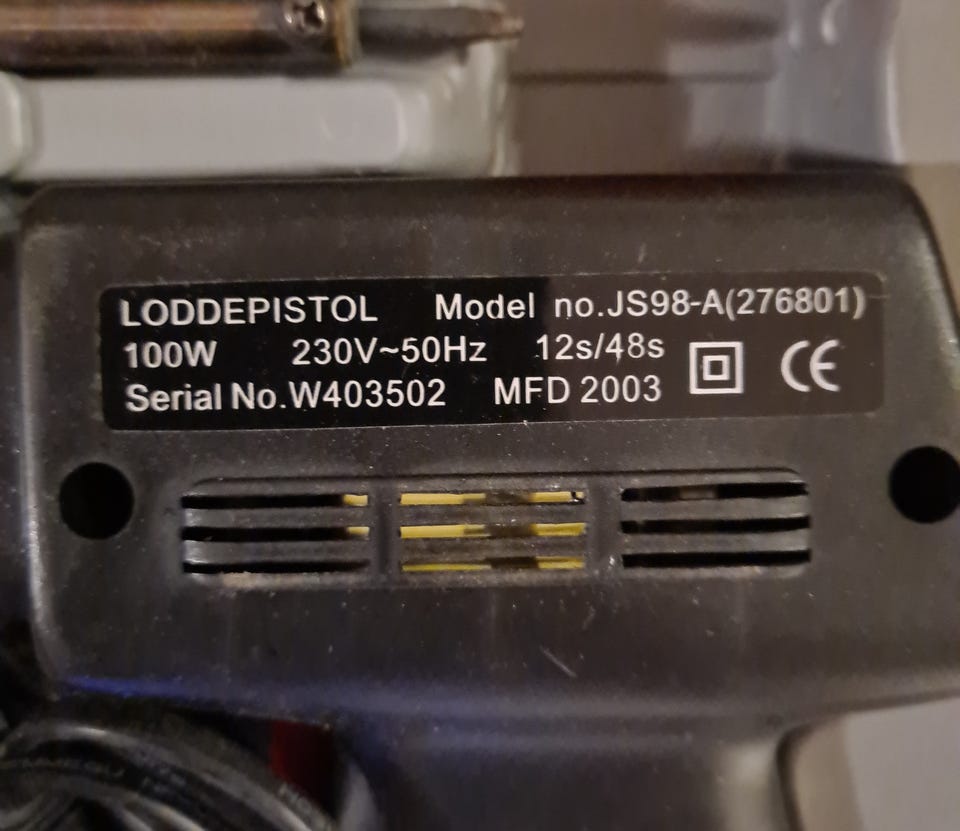 LODDEPISTOL Model no.JS98-A(276801)
100W 230V~50Hz 12s/48s
Serial No.W403502 MFD 2003 CE